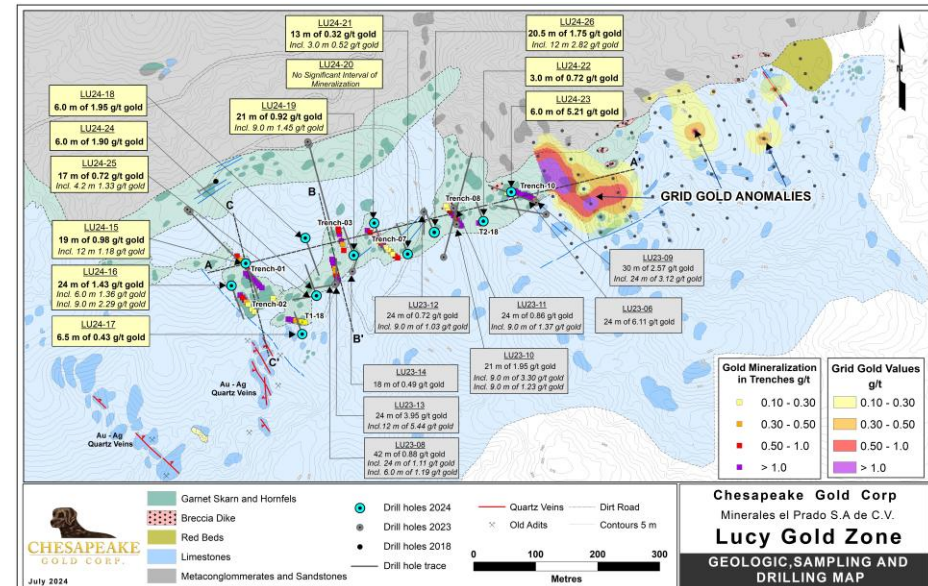 LU24-21
13 m of 0.32 g/t gold
Incl. 3.0 m 0.52 g/t gold
LU24-26
20.5 m of 1.75 g/t gold
Incl. 12 m 2.82 g/t gold
LU24-20
No Significant Interval of
Mineralization
LU24-22
3.0 m of 0.72 g/t gold
LU24-18
6.0 m of 1.95 g/t gold
LU24-19
21 m of 0.92 g/t gold
Incl. 9.0 m 1.45 g/t gold
LU24-23
6.0 m of 5.21 g/t gold
LU24-24
6.0 m of 1.90 g/t gold
LU24-25
17 m of 0.72 g/t gold
Incl. 4.2 m 1.33 g/t gold
LU24-15
19 m of 0.98 g/t gold
Incl. 12 m 1.18 g/t gold
LU24-16
24 m of 1.43 g/t gold
Incl. 6.0 m 1.36 g/t gold
Incl. 9.0 m 2.29 g/t gold
LU24-17
6.5 m of 0.43 g/t gold
N
A
A'
B
B'
C
C'
Trench-10
Trench-08
Trench-03
Trench-07
T2-18
Trench-01
Trench-02
T1-18
GRID GOLD ANOMALIES
LU23-09
30 m of 2.57 g/t gold
Incl. 24 m of 3.12 g/t gold
LU23-12
24 m of 0.72 g/t gold
Incl. 9.0 m of 1.03 g/t gold
LU23-11
24 m of 0.86 g/t gold
Incl. 9.0 m of 1.37 g/t gold
LU23-06
24 m of 6.11 g/t gold
LU23-10
21 m of 1.95 g/t gold
Incl. 9.0 m of 3.30 g/t gold
Incl. 9.0 m of 1.23 g/t gold
LU23-14
18 m of 0.49 g/t gold
LU23-13
24 m of 3.95 g/t gold
Incl.12 m of 5.44 g/t gold
LU23-08
42 m of 0.88 g/t gold
Incl. 24 m of 1.11 g/t gold
Incl. 6.0 m of 1.19 g/t gold
Au - Ag
Quartz Veins
Au - Ag
Quartz Veins
Gold Mineralization
in Trenches g/t
0.10 - 0.30
0.30 - 0.50
0.50 - 1.0
> 1.0
Grid Gold Values
g/t
0.10 - 0.30
0.30 - 0.50
0.50 - 1.0
> 1.0
CHESAPEAKE
GOLD CORP.
July 2024
Garnet Skarn and Hornfels
Breccia Dike
Red Beds
Limestones
Metaconglommerates and Sandstones
Drill holes 2024
Drill holes 2023
Drill holes 2018
Drill hole trace
Quartz Veins
Old Adits
Dirt Road
Contours 5 m
0 100 200 300
Metres
Chesapeake Gold Corp
Minerales el Prado S.A de C.V.
Lucy Gold Zone
GEOLOGIC,SAMPLING AND
DRILLING MAP